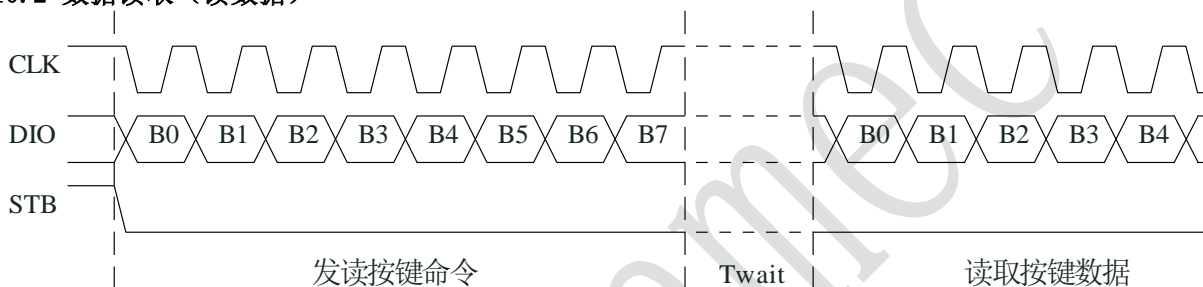 数据读取（读数据）
CLK
DIO B0 B1 B2 B3 B4 B5 B6 B7 B0 B1 B2 B3 B4
STB
发读按键命令 Twait 读取按键数据